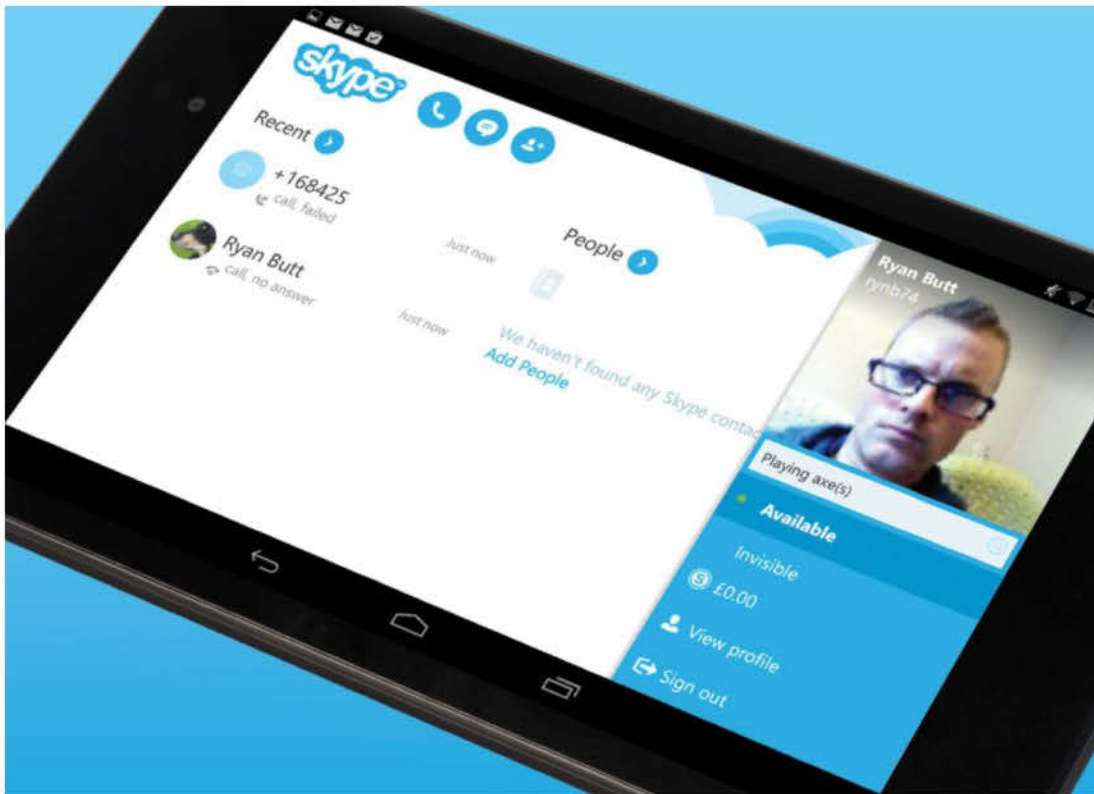 skype
Recent
+168425
call, failed
Just now
Ryan Butt
call, no answer
Just now
People
We haven't found any Skype contac
Add People
Ryan Butt
rynb74
Playing axe(s)
Available
Invisible
S £0.00
View profile
Sign out